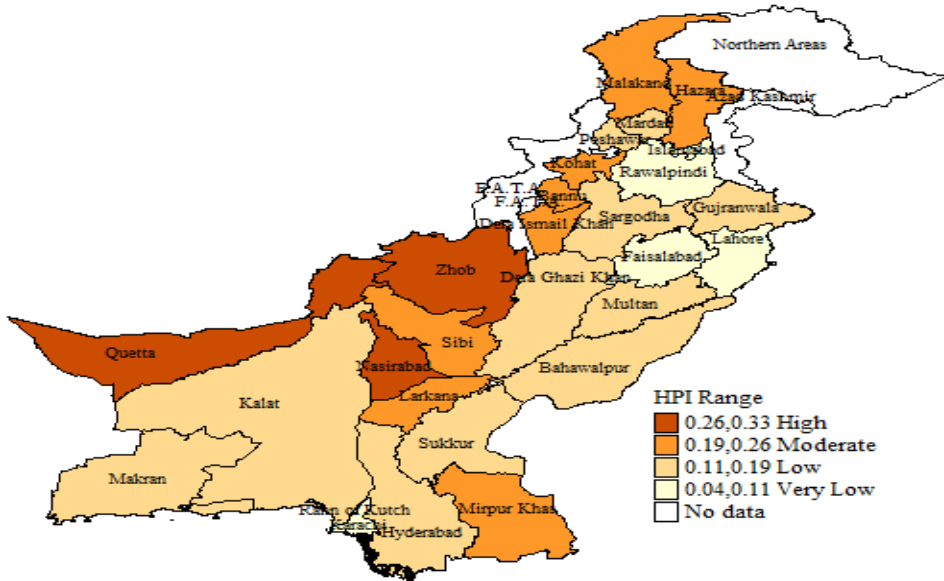 Northern Areas
Malakand
Hazara
Azad Kashmir
Mardan
Peshawar
Islamabad
Kohat
Rawalpindi
F.A.T.A.
Bannu
F.A.T.A.
Sargodha
Gujranwala
Dera Ismail Khan
Lahore
Faisalabad
Zhob
Dera Ghazi Khan
Multan
Sibi
Quetta
Nasirabad
Bahawalpur
Larkana
Kalat
Sukkur
Makran
Rann of Kutch
Karachi
Hyderabad
Mirpur Khas
HPI Range
0.26,0.33 High
0.19,0.26 Moderate
0.11,0.19 Low
0.04,0.11 Very Low
No data